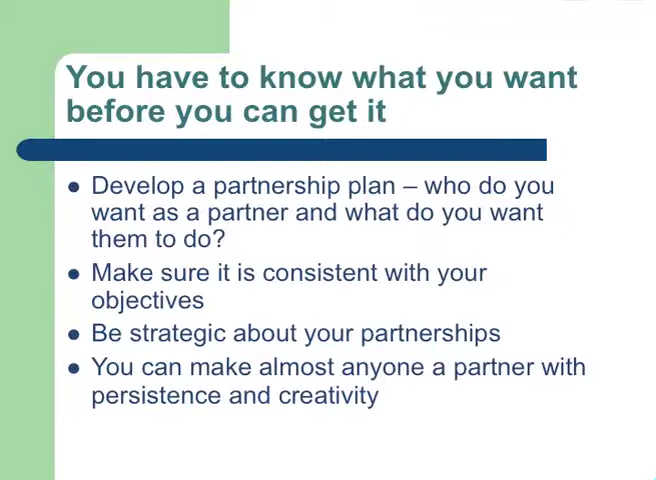 You have to know what you want
before you can get it
● Develop a partnership plan – who do you
want as a partner and what do you want
them to do?
● Make sure it is consistent with your
objectives
● Be strategic about your partnerships
● You can make almost anyone a partner with
persistence and creativity